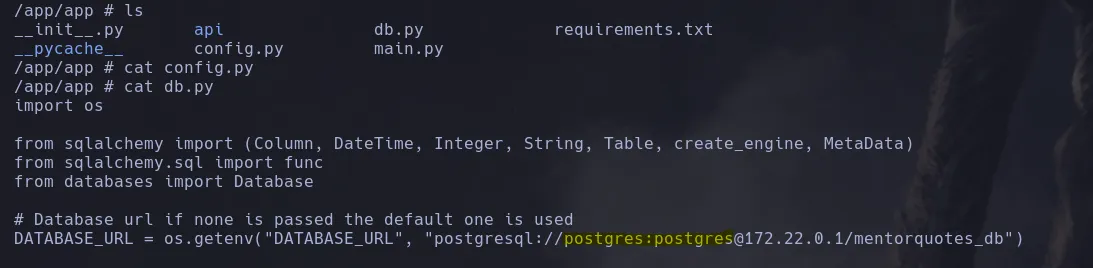 /app/app # ls
__init__.py api db.py requirements.txt
__pycache__ config.py main.py
/app/app # cat config.py
/app/app # cat db.py
import os
from sqlalchemy import (Column, DateTime, Integer, String, Table, create_engine, MetaData)
from sqlalchemy.sql import func
from databases import Database
# Database url if none is passed the default one is used
DATABASE_URL = os.getenv("DATABASE_URL", "postgresql://postgres:postgres@172.22.0.1/mentorquotes_db")